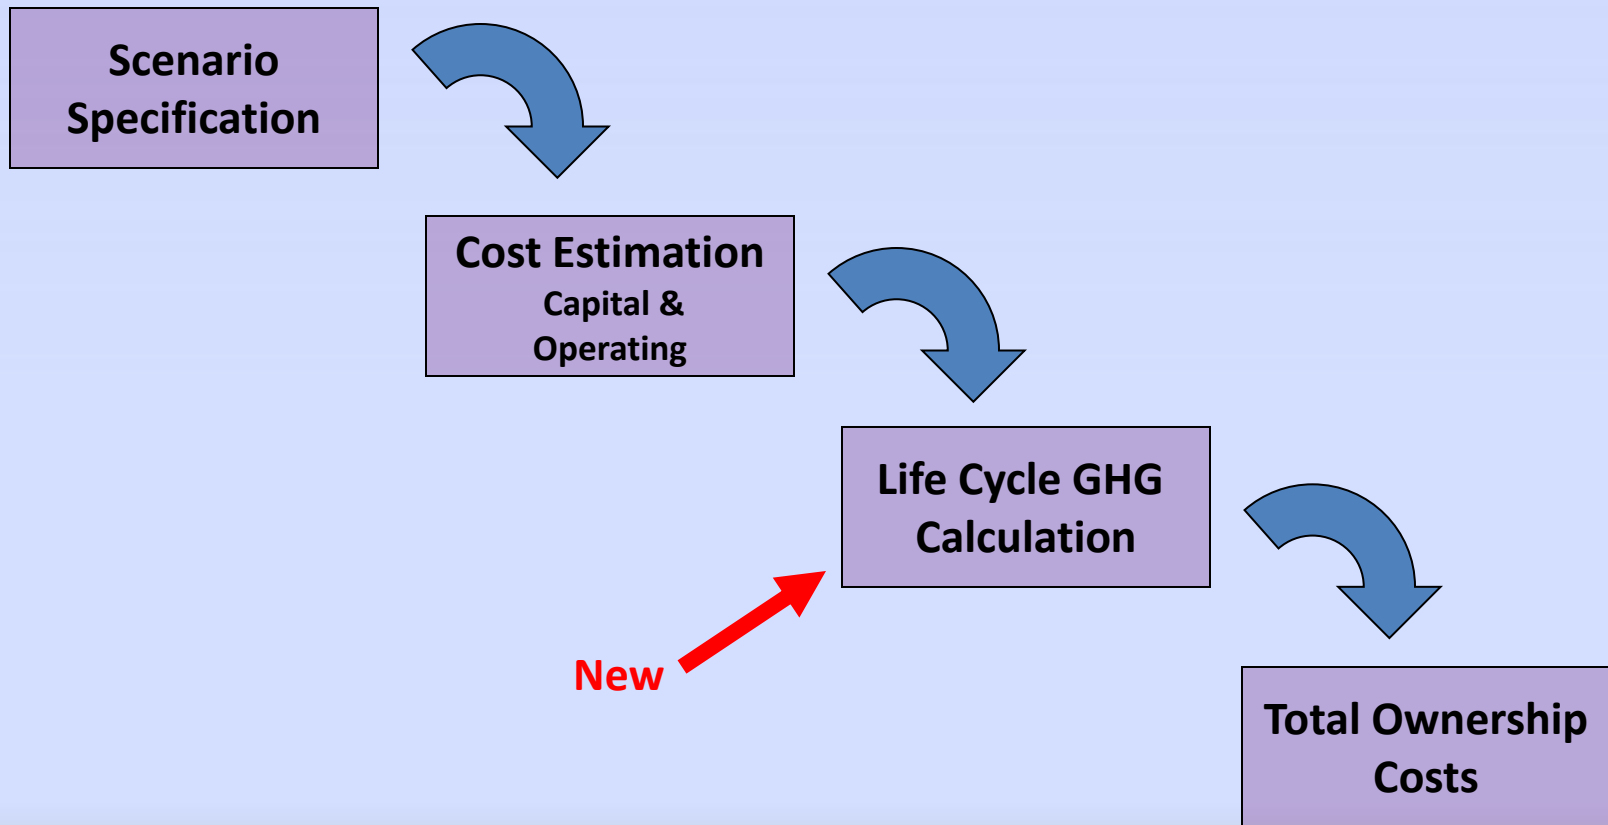 Scenario
Specification
Cost Estimation
Capital &
Operating
Life Cycle GHG
Calculation
New
Total Ownership
Costs